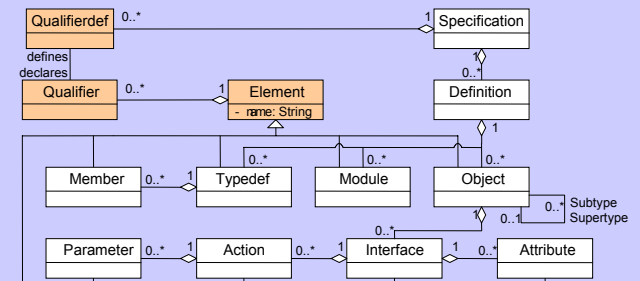 Qualifierdef 0..* 1 Specification
defines
declares
1
0..*
Qualifier 0..* 1 Element Definition
- name: String
1
0..* 0..* 0..*
Member 0..* 1 Typedef Module Object
1 0..1 0..* Subtype
Supertype
0..*
Parameter 0..* 1 Action 0..* 1 Interface 1 0..* Attribute